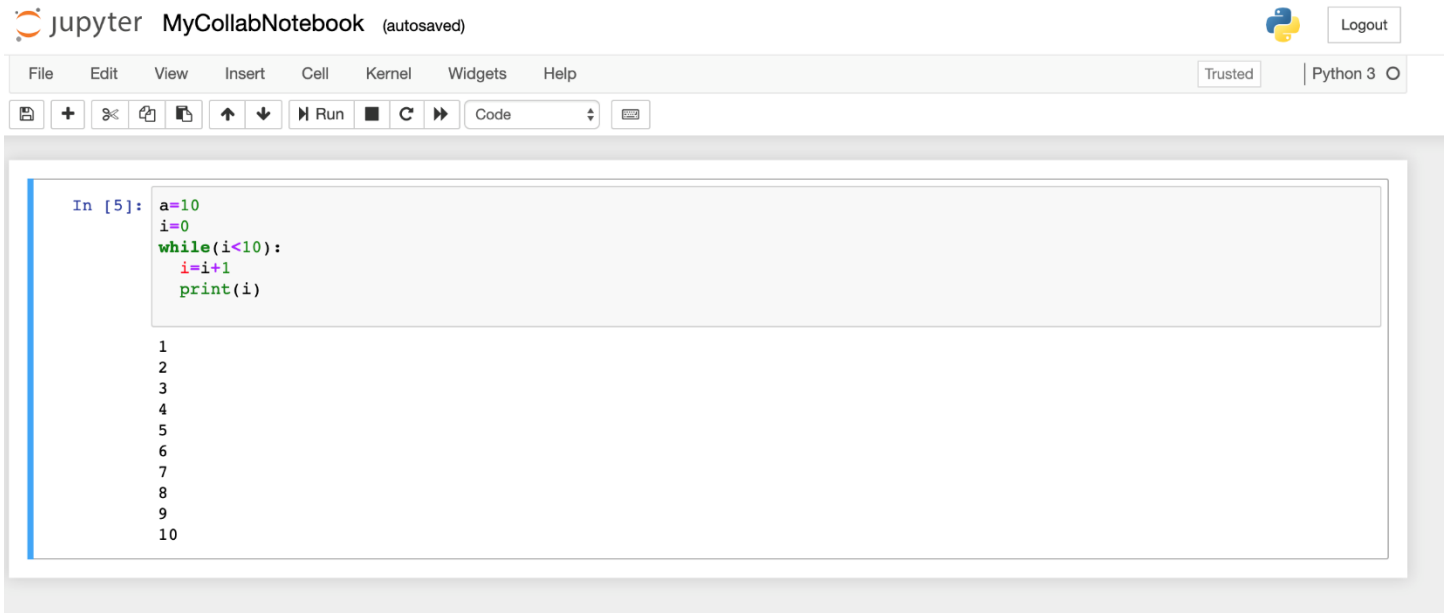 jupyter MyCollabNotebook (autosaved) Logout
File Edit View Insert Cell Kernel Widgets Help Trusted Python 3
Run Code
In [5]: a=10
i=0
while(i<10):
  i=i+1
  print(i)
1
2
3
4
5
6
7
8
9
10